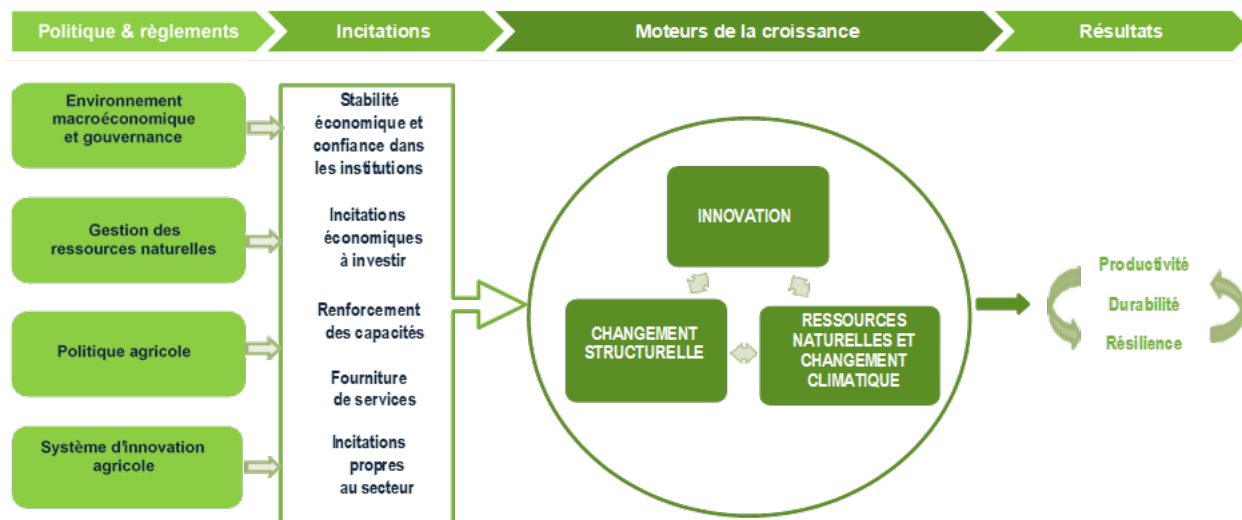 Politique & règlements
Incitations
Moteurs de la croissance
Résultats
Environnement
macroéconomique
et gouvernance
Gestion des
ressources naturelles
Politique agricole
Système d'innovation
agricole
Stabilité
économique et
confiance dans
les institutions
Incitations
économiques
à investir
Renforcement
des capacités
Fourniture
de services
Incitations
propres
au secteur
INNOVATION
CHANGEMENT
STRUCTURELLE
RESSOURCES
NATURELLES ET
CHANGEMENT
CLIMATIQUE
Productivité
Durabilité
Résilience